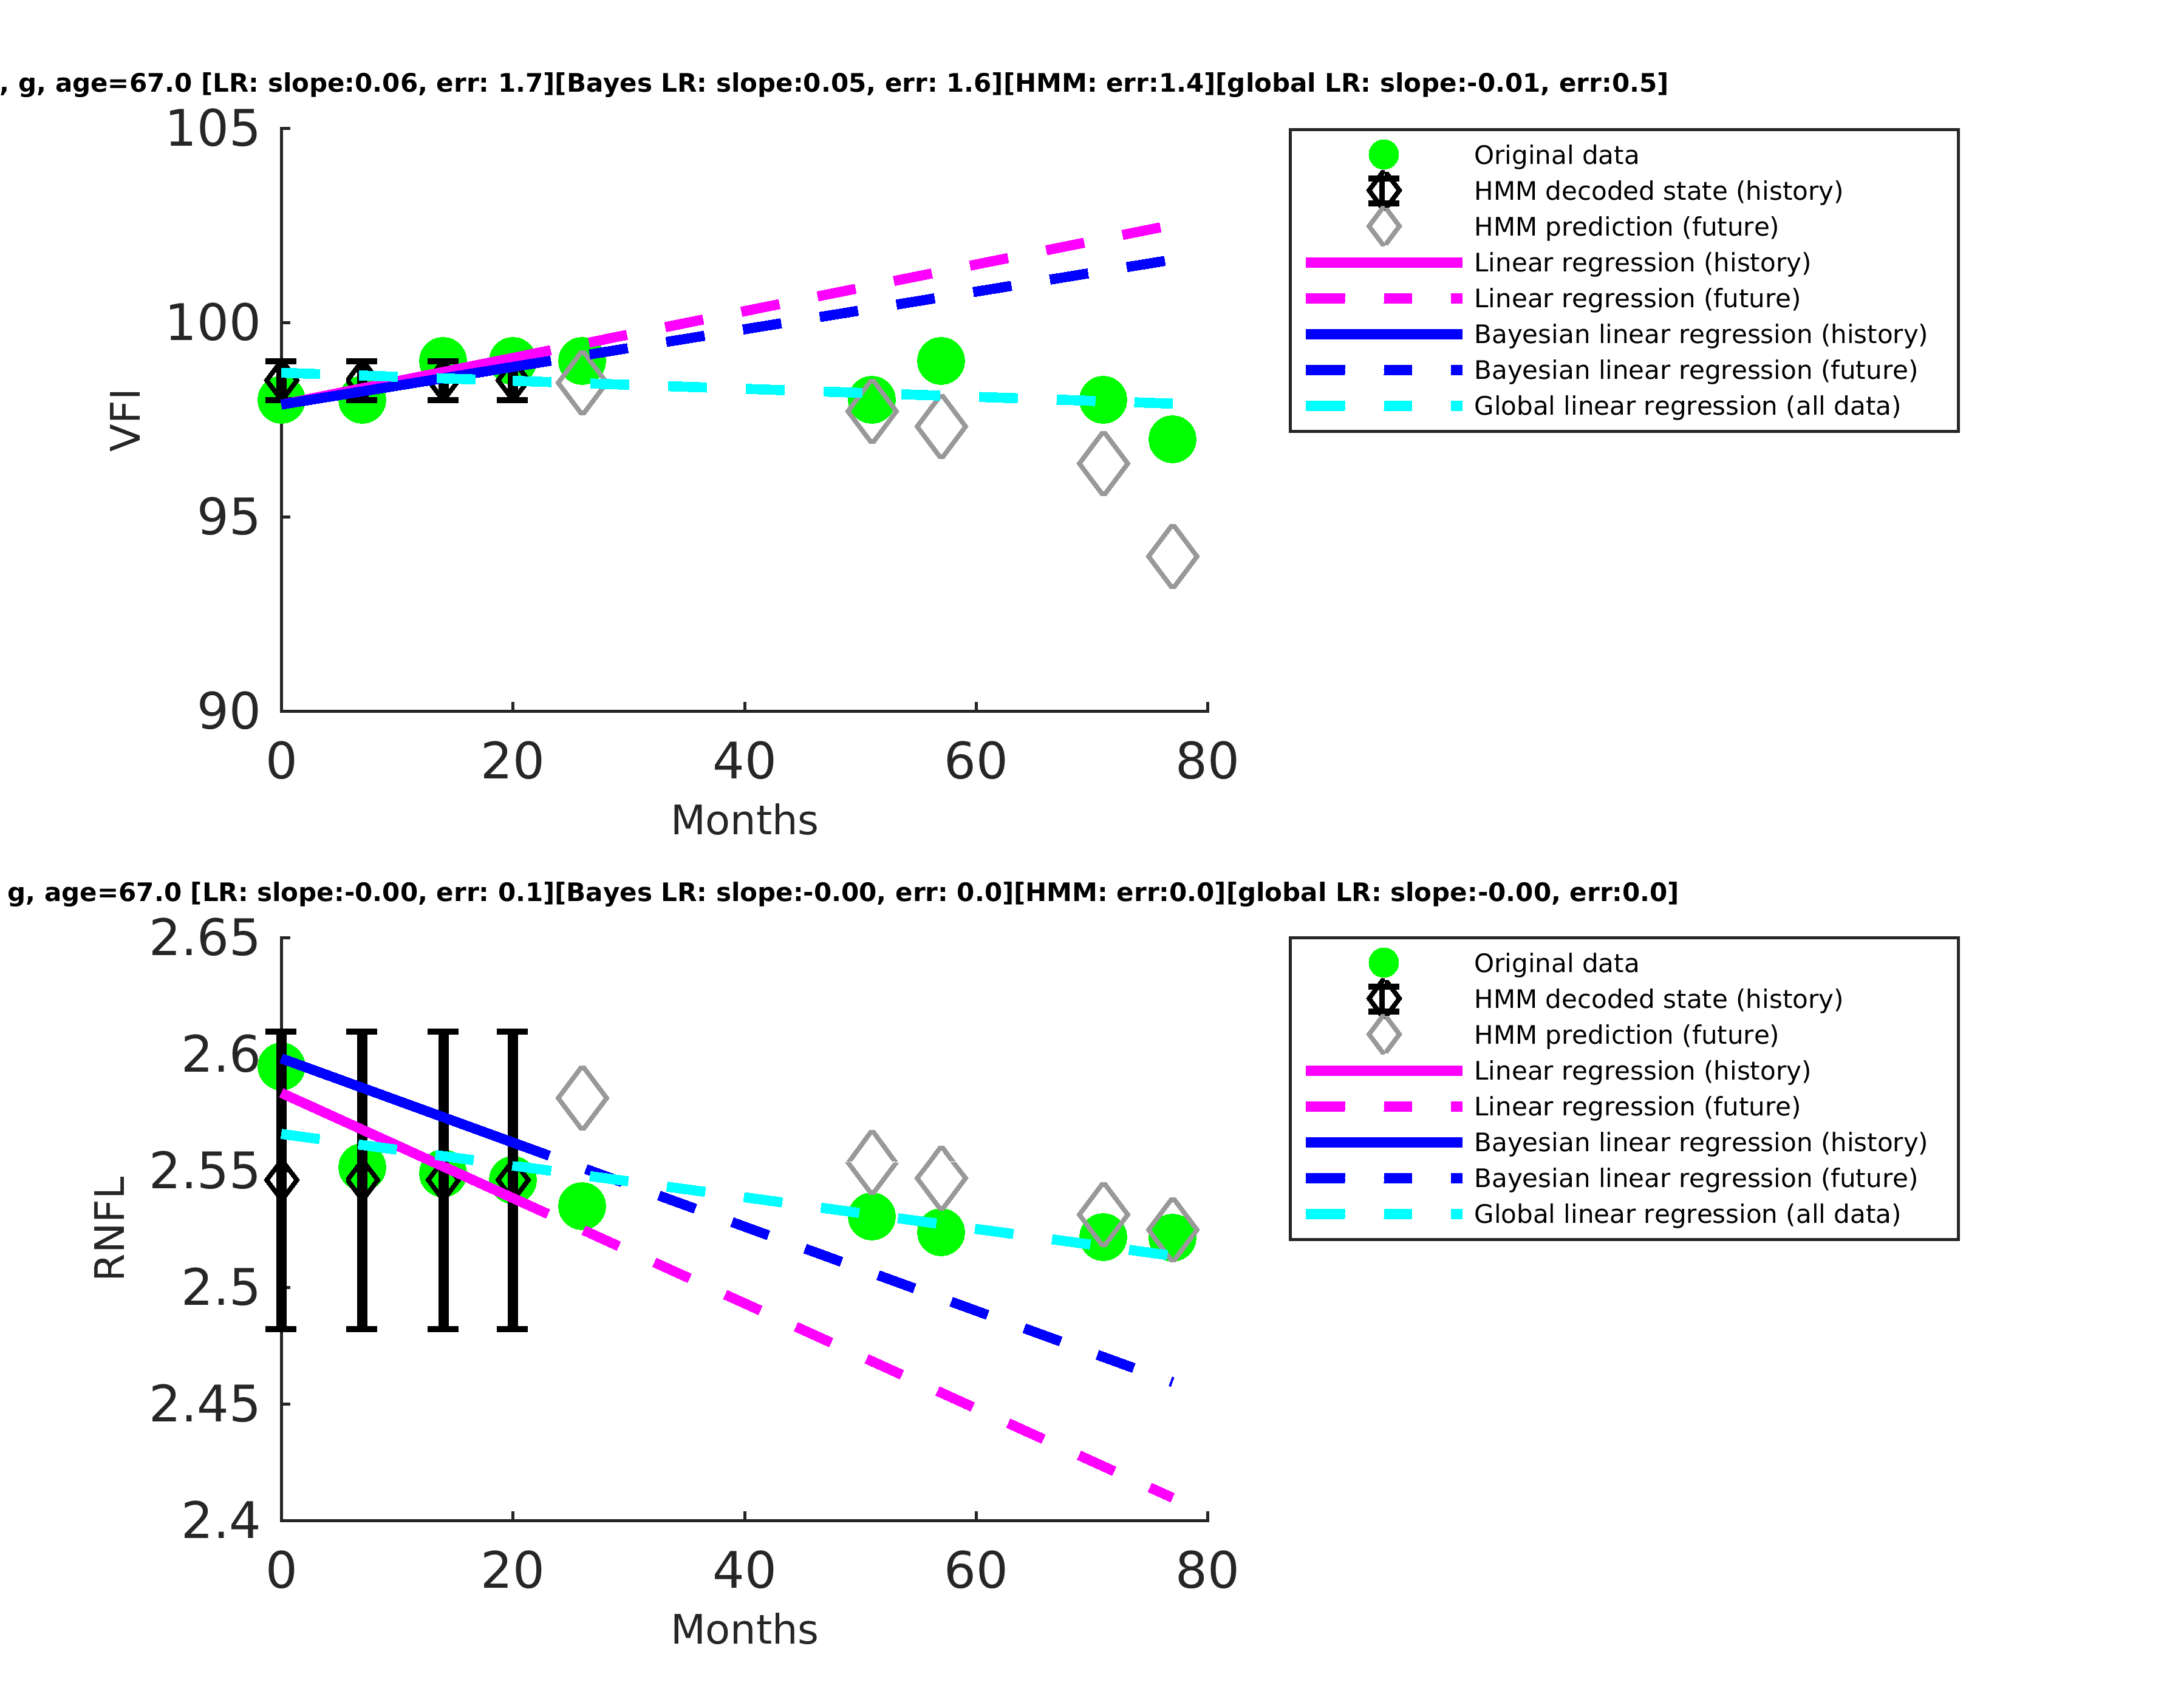 , g, age=67.0 [LR: slope:0.06, err: 1.7][Bayes LR: slope:0.05, err: 1.6][HMM: err:1.4][global LR: slope:-0.01, err:0.5]
105
100
95
90
VFI
0 20 40 60 80
Months
Original data
HMM decoded state (history)
HMM prediction (future)
Linear regression (history)
Linear regression (future)
Bayesian linear regression (history)
Bayesian linear regression (future)
Global linear regression (all data)
g, age=67.0 [LR: slope:-0.00, err: 0.1][Bayes LR: slope:-0.00, err: 0.0][HMM: err:0.0][global LR: slope:-0.00, err:0.0]
2.65
2.6
2.55
2.5
2.45
2.4
RNFL
0 20 40 60 80
Months
Original data
HMM decoded state (history)
HMM prediction (future)
Linear regression (history)
Linear regression (future)
Bayesian linear regression (history)
Bayesian linear regression (future)
Global linear regression (all data)